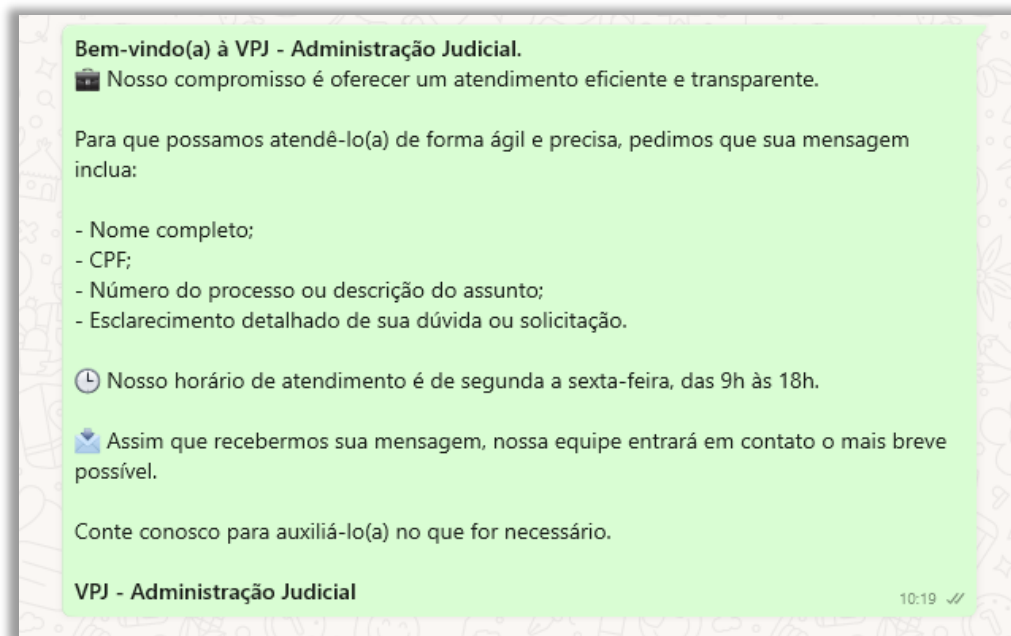 Bem-vindo(a) à VPJ - Administração Judicial.
💼 Nosso compromisso é oferecer um atendimento eficiente e transparente.
Para que possamos atendê-lo(a) de forma ágil e precisa, pedimos que sua mensagem
inclua:
- Nome completo;
- CPF;
- Número do processo ou descrição do assunto;
- Esclarecimento detalhado de sua dúvida ou solicitação.
🕒 Nosso horário de atendimento é de segunda a sexta-feira, das 9h às 18h.
📩 Assim que recebermos sua mensagem, nossa equipe entrará em contato o mais breve
possível.
Conte conosco para auxiliá-lo(a) no que for necessário.
VPJ - Administração Judicial
10:19